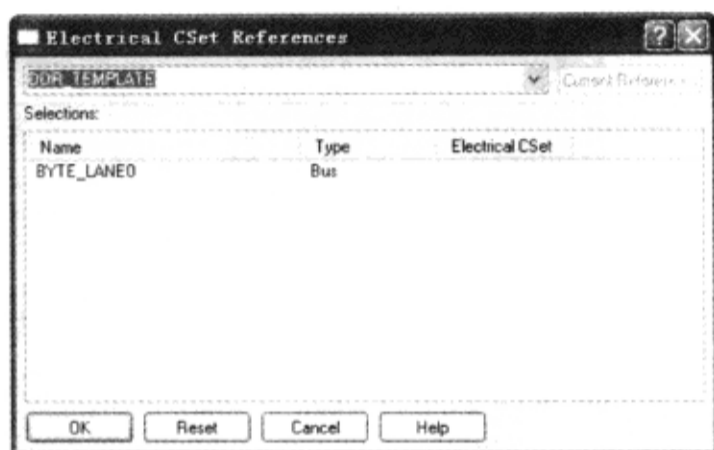 Electrical CSet References
DDR_TEMPLATE
Selections:
Name Type Electrical CSet
BYTE_LANE0 Bus
OK Reset Cancel Help